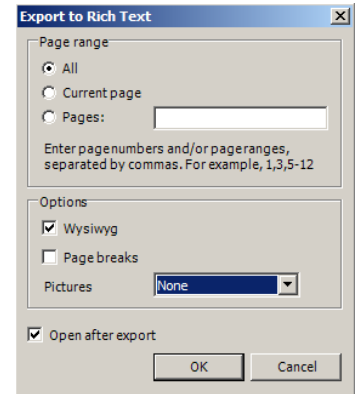 Export to Rich Text
Page range
All
Current page
Pages:
Enter page numbers and/or page ranges,
separated by commas. For example, 1,3,5-12
Options
Wysiwyg
Page breaks
Pictures None
Open after export
OK Cancel